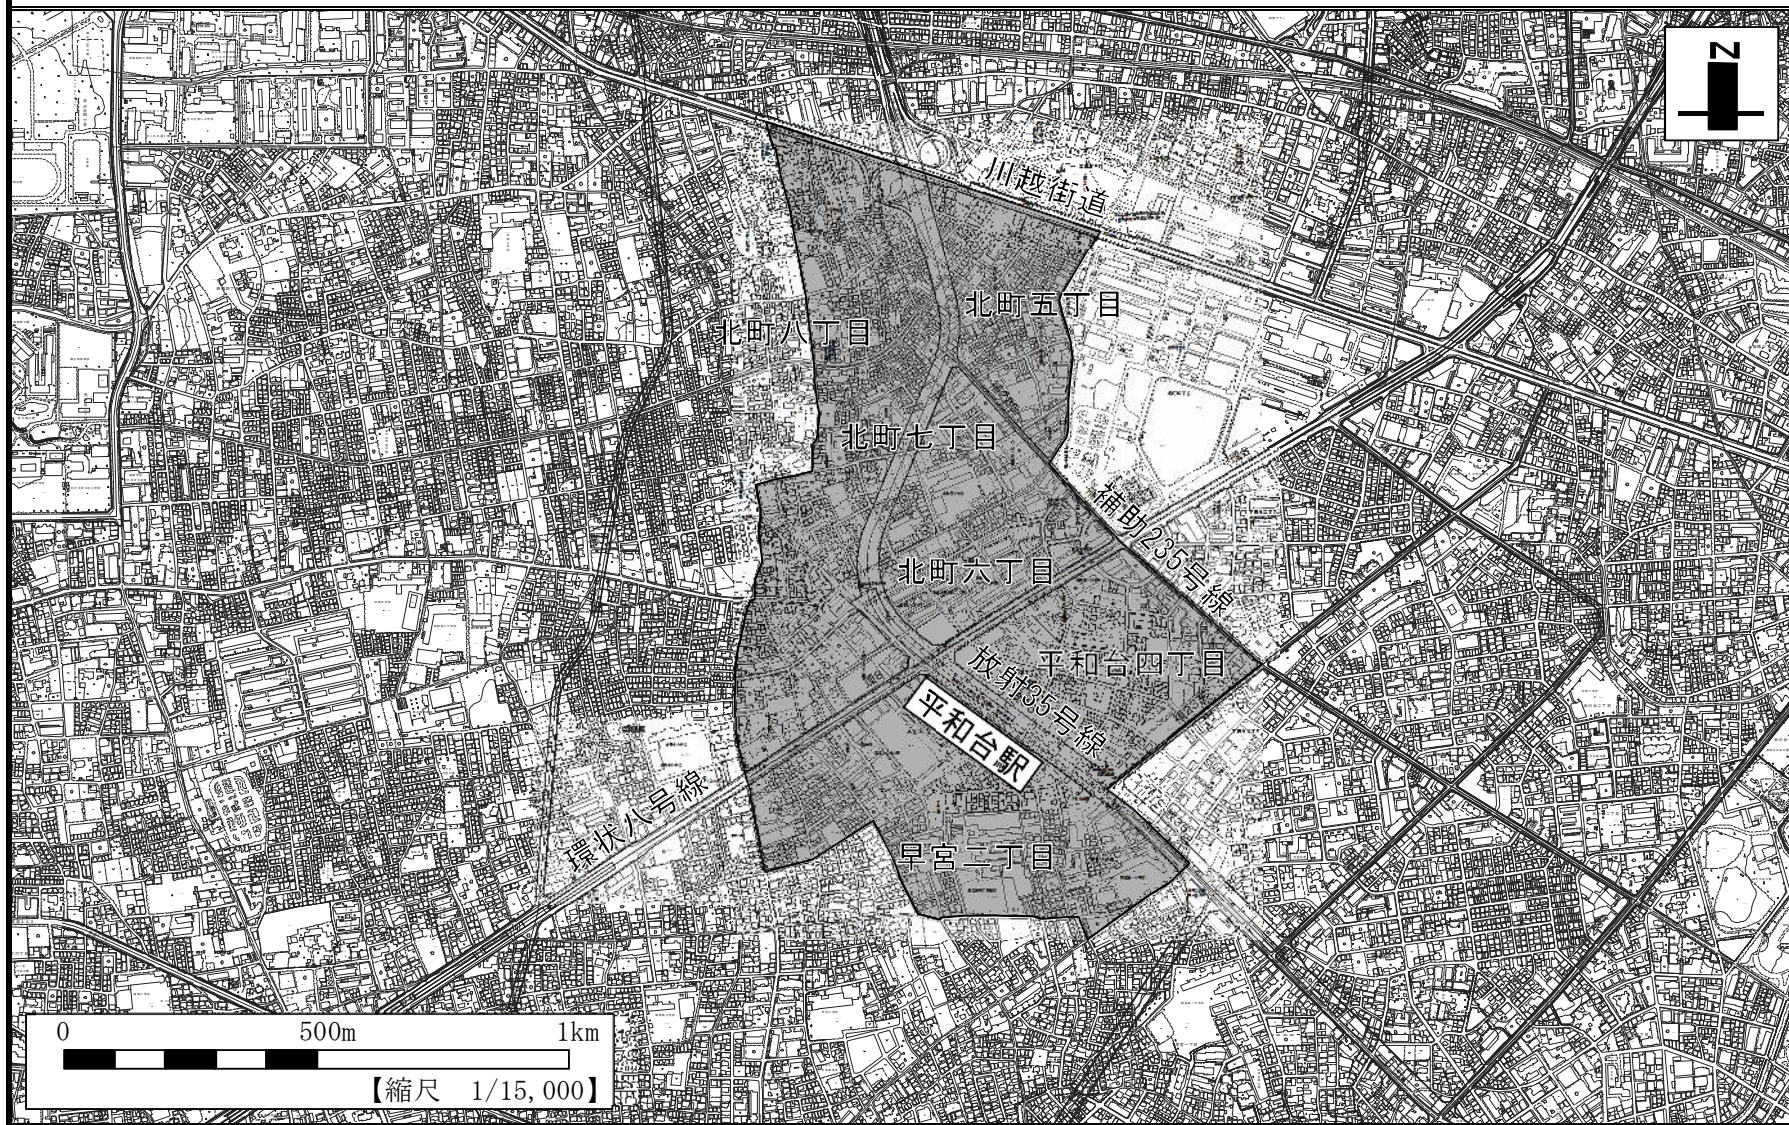 N
川越街道
北町五丁目
北町八丁目
北町七丁目
補助235号線
北町六丁目
平和台四丁目
放射35号線
平和台駅
環状八号線
早宮二丁目
0 500m 1km
【縮尺 1/15,000】